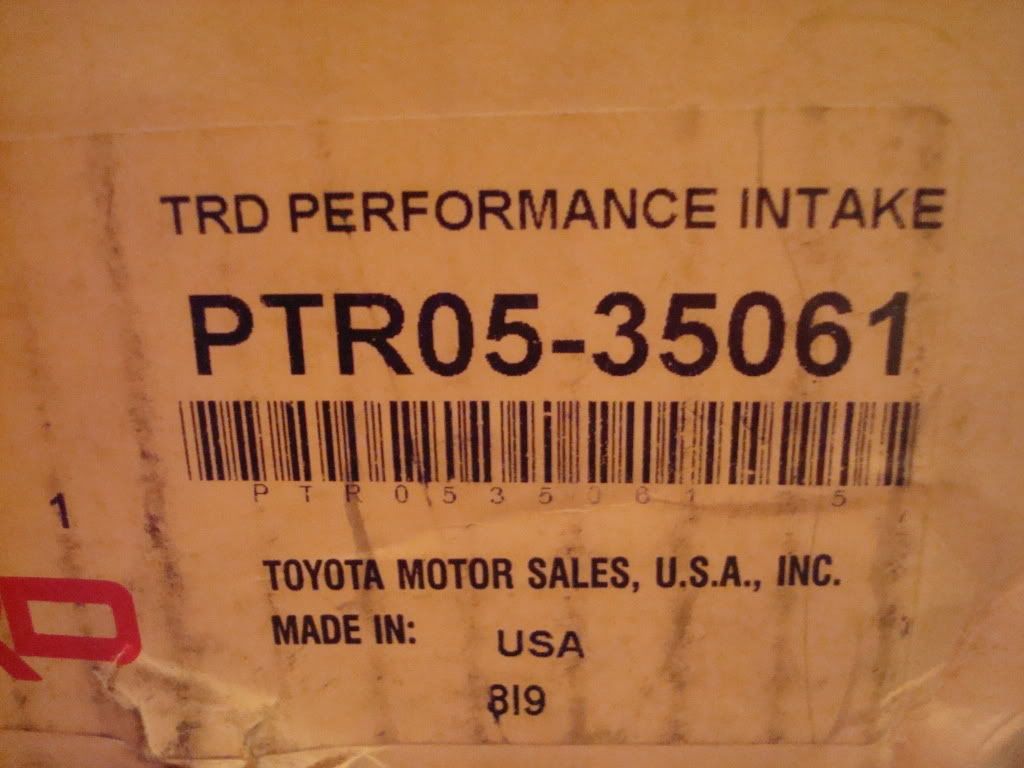 TRD PERFORMANCE INTAKE
PTR05-35061
PTR0535061 5
1
TOYOTA MOTOR SALES, U.S.A., INC.
MADE IN: USA
819